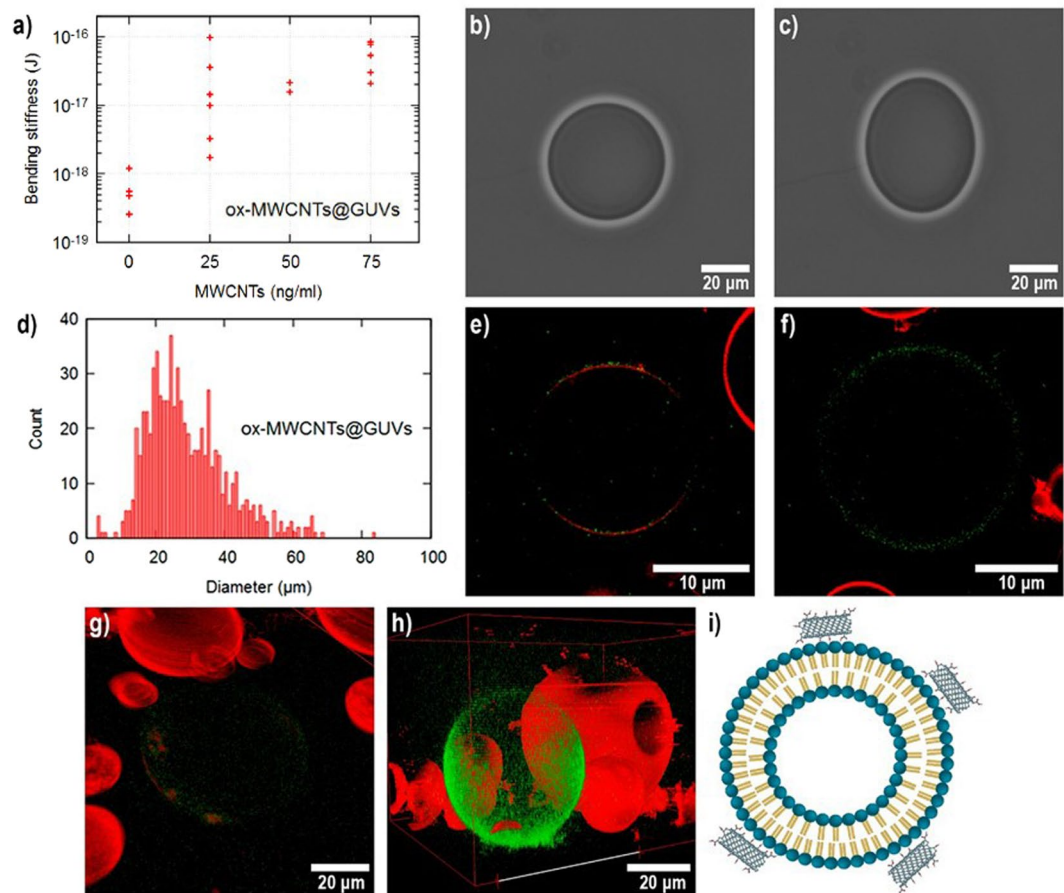 a)
10⁻¹⁶
10⁻¹⁷
10⁻¹⁸
10⁻¹⁹
Bending stiffness (J)
ox-MWCNTs@GUVs
0 25 50 75
MWCNTs (ng/ml)
b)
20 µm
c)
20 µm
d)
40
30
20
10
0
Count
ox-MWCNTs@GUVs
0 20 40 60 80 100
Diameter (µm)
e)
10 µm
f)
10 µm
g)
20 µm
h)
20 µm
i)